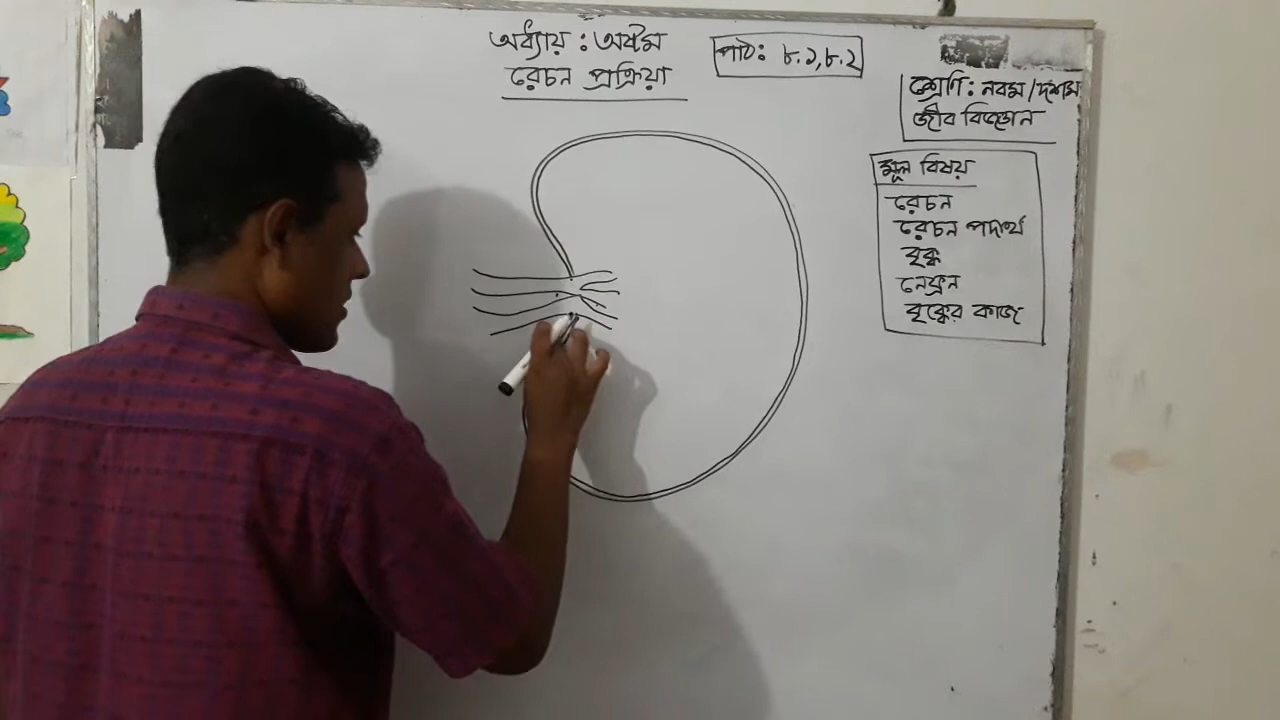 অধ্যায় : অষ্টম
রেচন প্রক্রিয়া
পাঠ: ৮.১,৮.২
শ্রেণি: নবম/দশম
জীব বিজ্ঞান
মূল বিষয়
রেচন
রেচন পদার্থ
বৃক্ক
নেফ্রন
বৃক্কের কাজ